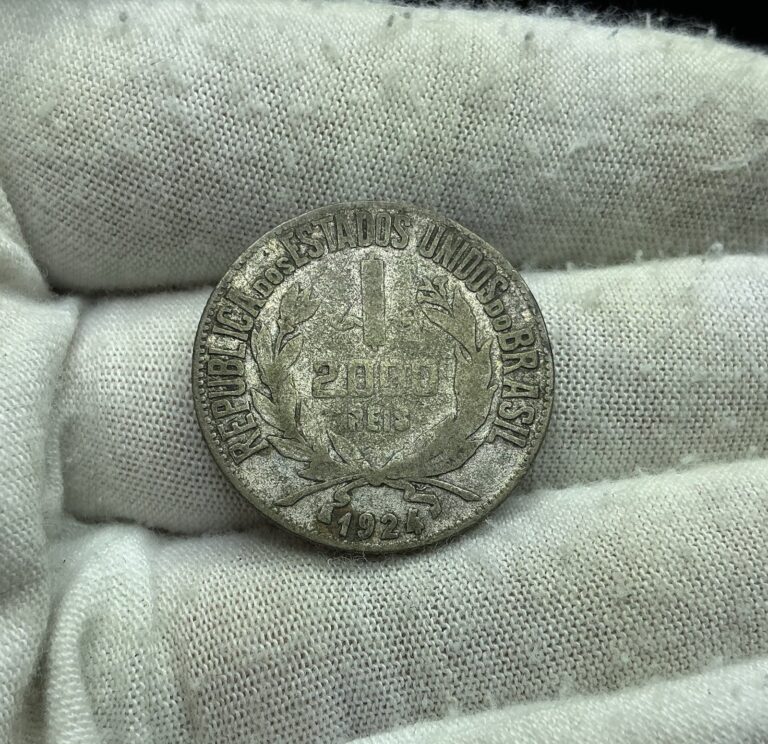 REPUBLICA DOS ESTADOS UNIDOS DO BRASIL
2000
REIS
1924